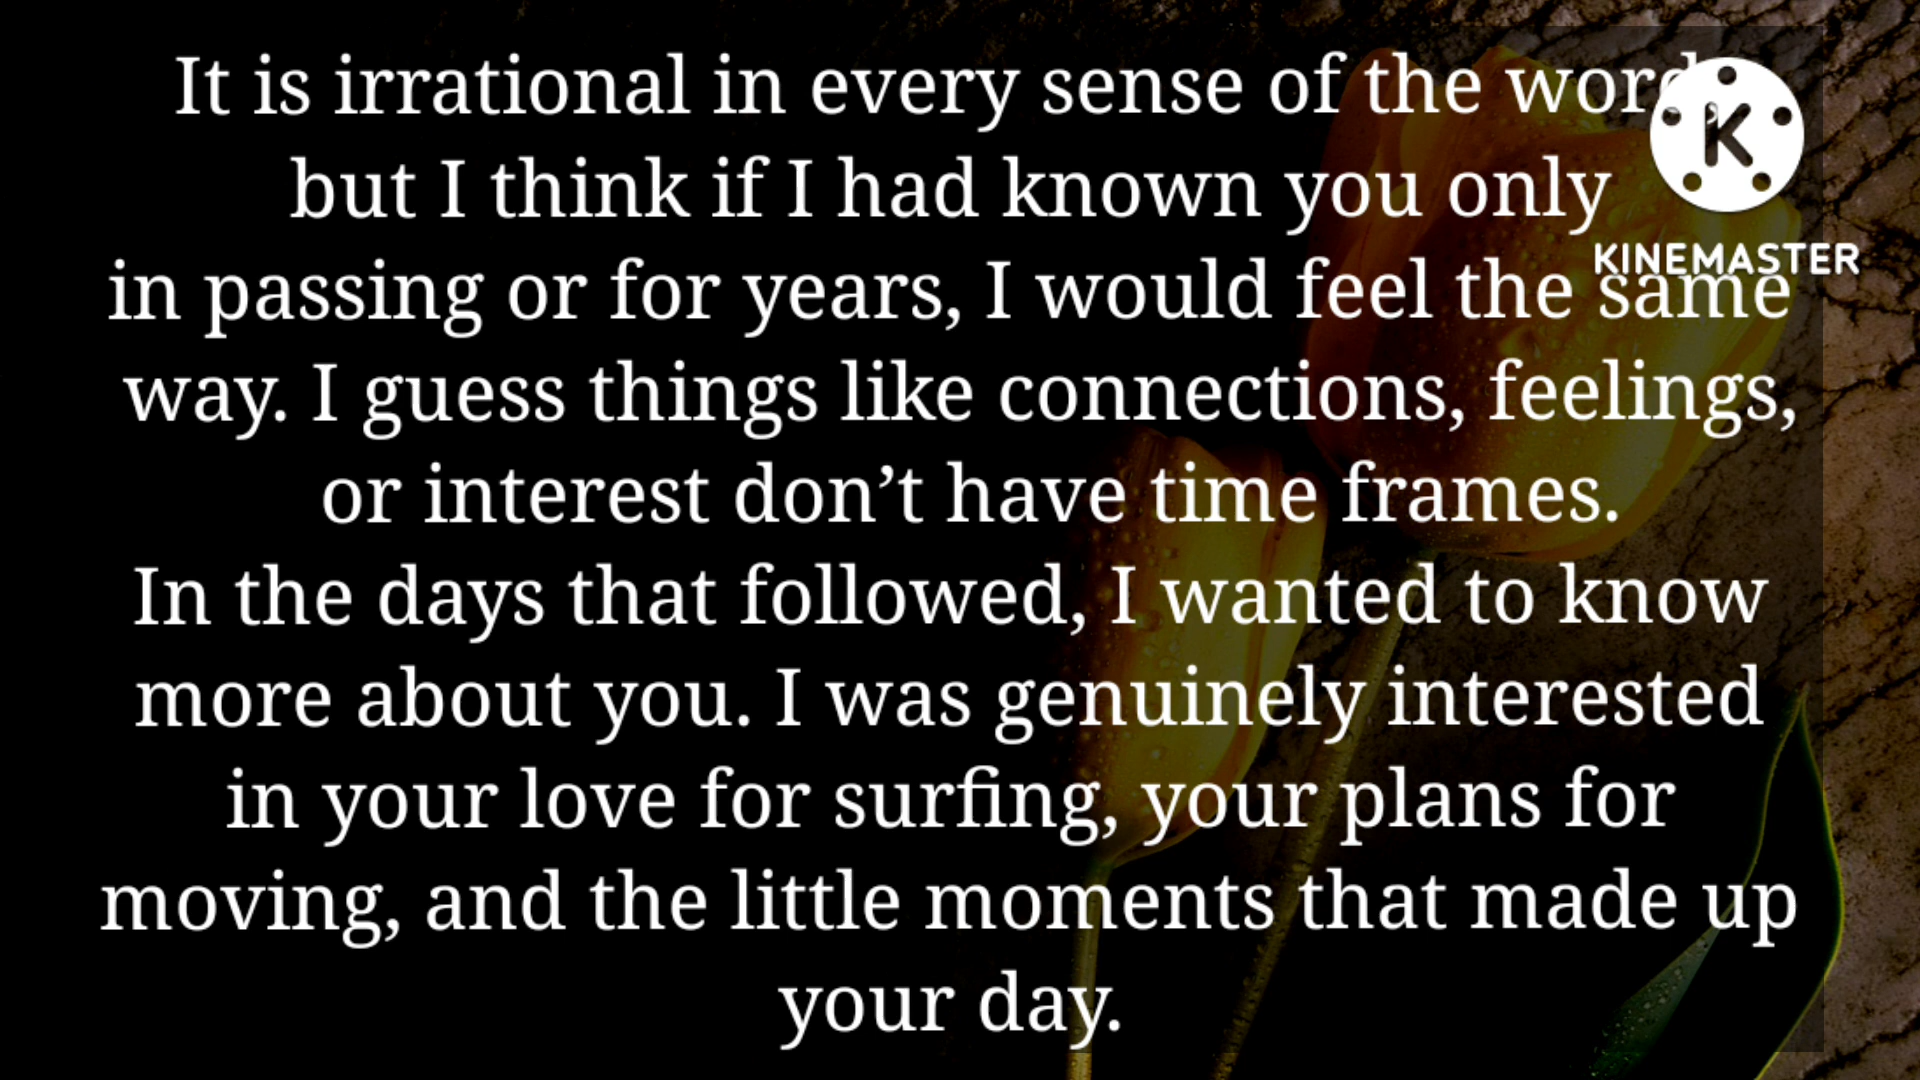 It is irrational in every sense of the word,
but I think if I had known you only
in passing or for years, I would feel the same
way. I guess things like connections, feelings,
or interest don’t have time frames.
In the days that followed, I wanted to know
more about you. I was genuinely interested
in your love for surfing, your plans for
moving, and the little moments that made up
your day.
K
KINEMASTER